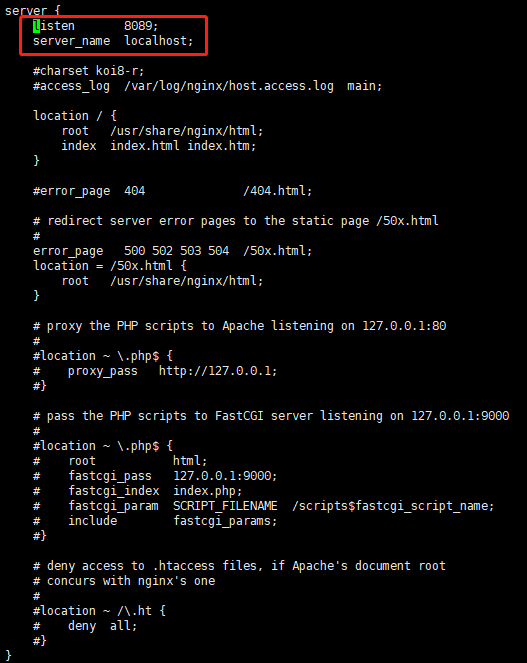 server {
    listen       8089;
    server_name  localhost;
    #charset koi8-r;
    #access_log  /var/log/nginx/host.access.log  main;
    location / {
        root   /usr/share/nginx/html;
        index  index.html index.htm;
    }
    #error_page  404              /404.html;
    # redirect server error pages to the static page /50x.html
    #
    error_page   500 502 503 504  /50x.html;
    location = /50x.html {
        root   /usr/share/nginx/html;
    }
    # proxy the PHP scripts to Apache listening on 127.0.0.1:80
    #
    #location ~ \.php$ {
    #    proxy_pass   http://127.0.0.1;
    #}
    # pass the PHP scripts to FastCGI server listening on 127.0.0.1:9000
    #
    #location ~ \.php$ {
    #    root           html;
    #    fastcgi_pass   127.0.0.1:9000;
    #    fastcgi_index  index.php;
    #    fastcgi_param  SCRIPT_FILENAME  /scripts$fastcgi_script_name;
    #    include        fastcgi_params;
    #}
    # deny access to .htaccess files, if Apache's document root
    # concurs with nginx's one
    #
    #location ~ /\.ht {
    #    deny  all;
    #}
}